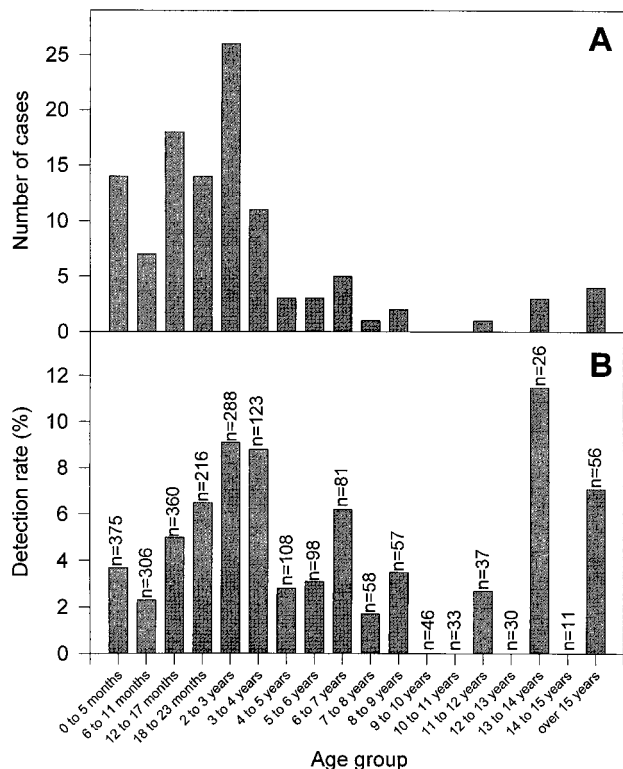 A
Number of cases
25
20
15
10
5
0
B
Detection rate (%)
12
10
8
6
4
2
0
n=375
n=306
n=360
n=216
n=288
n=123
n=108
n=98
n=81
n=58
n=57
n=46
n=33
n=37
n=30
n=26
n=11
n=56
0 to 5 months
6 to 11 months
12 to 17 months
18 to 23 months
2 to 3 years
3 to 4 years
4 to 5 years
5 to 6 years
6 to 7 years
7 to 8 years
8 to 9 years
9 to 10 years
10 to 11 years
11 to 12 years
12 to 13 years
13 to 14 years
14 to 15 years
over 15 years
Age group